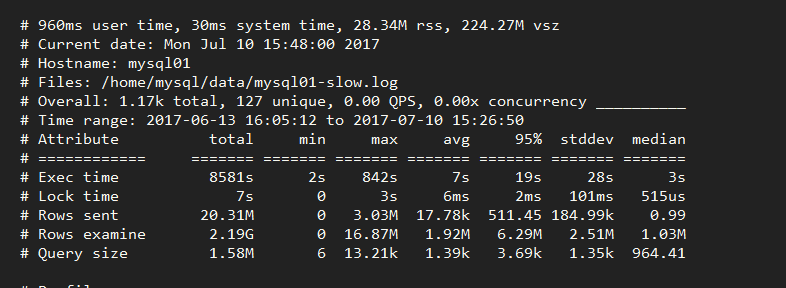 # 960ms user time, 30ms system time, 28.34M rss, 224.27M vsz
# Current date: Mon Jul 10 15:48:00 2017
# Hostname: mysql01
# Files: /home/mysql/data/mysql01-slow.log
# Overall: 1.17k total, 127 unique, 0.00 QPS, 0.00x concurrency __________
# Time range: 2017-06-13 16:05:12 to 2017-07-10 15:26:50
# Attribute          total     min     max     avg     95%  stddev  median
# ============     ======= ======= ======= ======= ======= ======= =======
# Exec time          8581s      2s    842s      7s     19s     28s      3s
# Lock time             7s       0      3s     6ms     2ms   101ms   515us
# Rows sent         20.31M       0   3.03M  17.78k  511.45 184.99k    0.99
# Rows examine       2.19G       0  16.87M   1.92M   6.29M   2.51M   1.03M
# Query size         1.58M       6  13.21k   1.39k   3.69k   1.35k  964.41